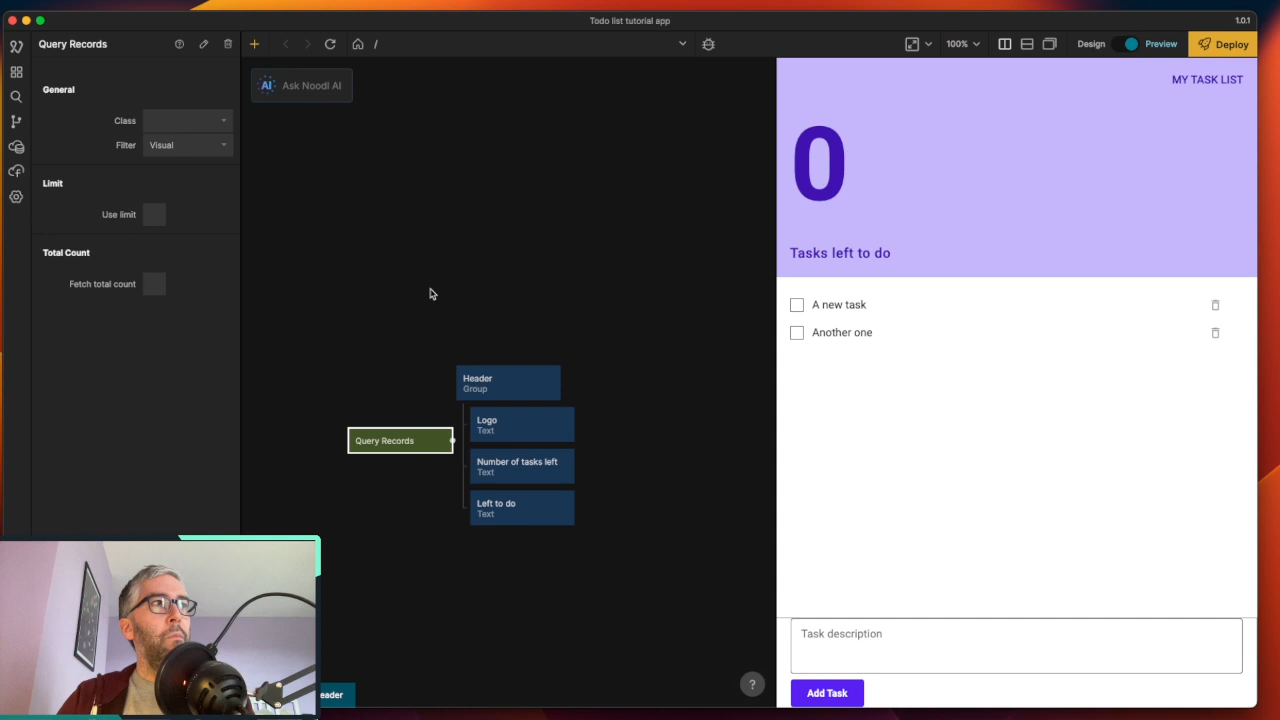 Todo list tutorial app
1.0.1
Query Records
/
100%
Design
Preview
Deploy
General
Class
Filter
Visual
Limit
Use limit
Total Count
Fetch total count
AI
Ask Noodl AI
Header
Group
Logo
Text
Query Records
Number of tasks left
Text
Left to do
Text
eader
?
MY TASK LIST
0
Tasks left to do
A new task
Another one
Task description
Add Task